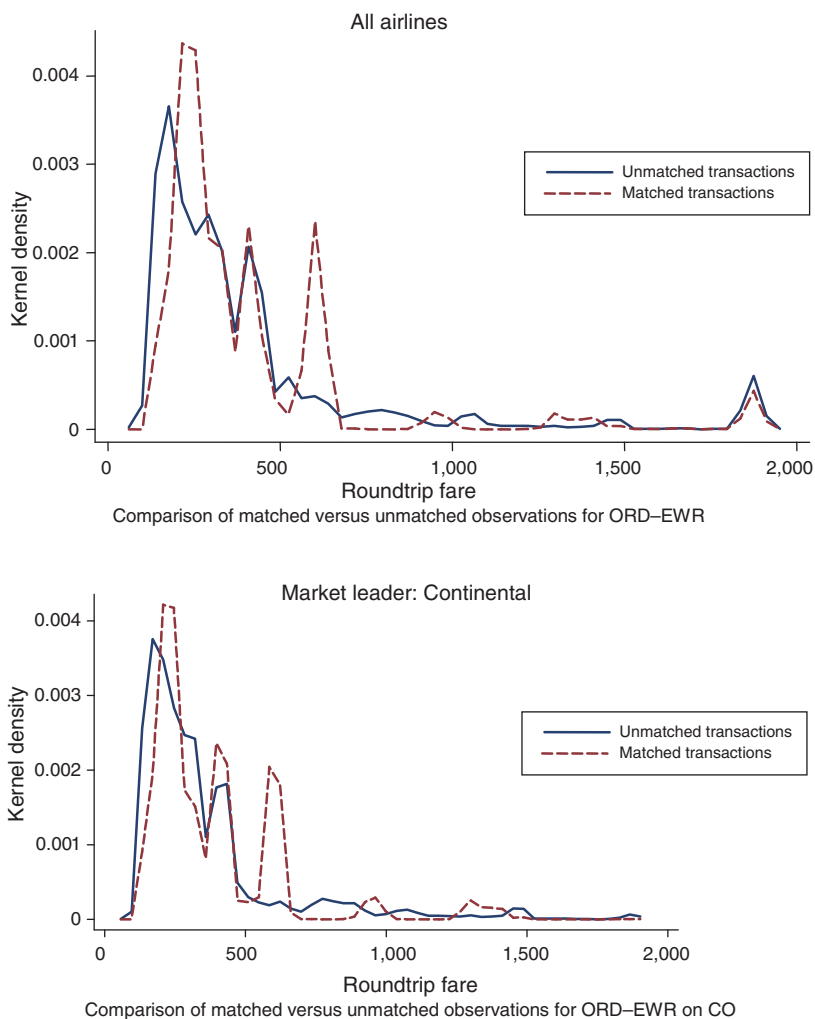 All airlines
0.004
0.003
0.002
0.001
0
Kernel density
Unmatched transactions
Matched transactions
0 500 1,000 1,500 2,000
Roundtrip fare
Comparison of matched versus unmatched observations for ORD–EWR
Market leader: Continental
0.004
0.003
0.002
0.001
0
Kernel density
Unmatched transactions
Matched transactions
0 500 1,000 1,500 2,000
Roundtrip fare
Comparison of matched versus unmatched observations for ORD–EWR on CO